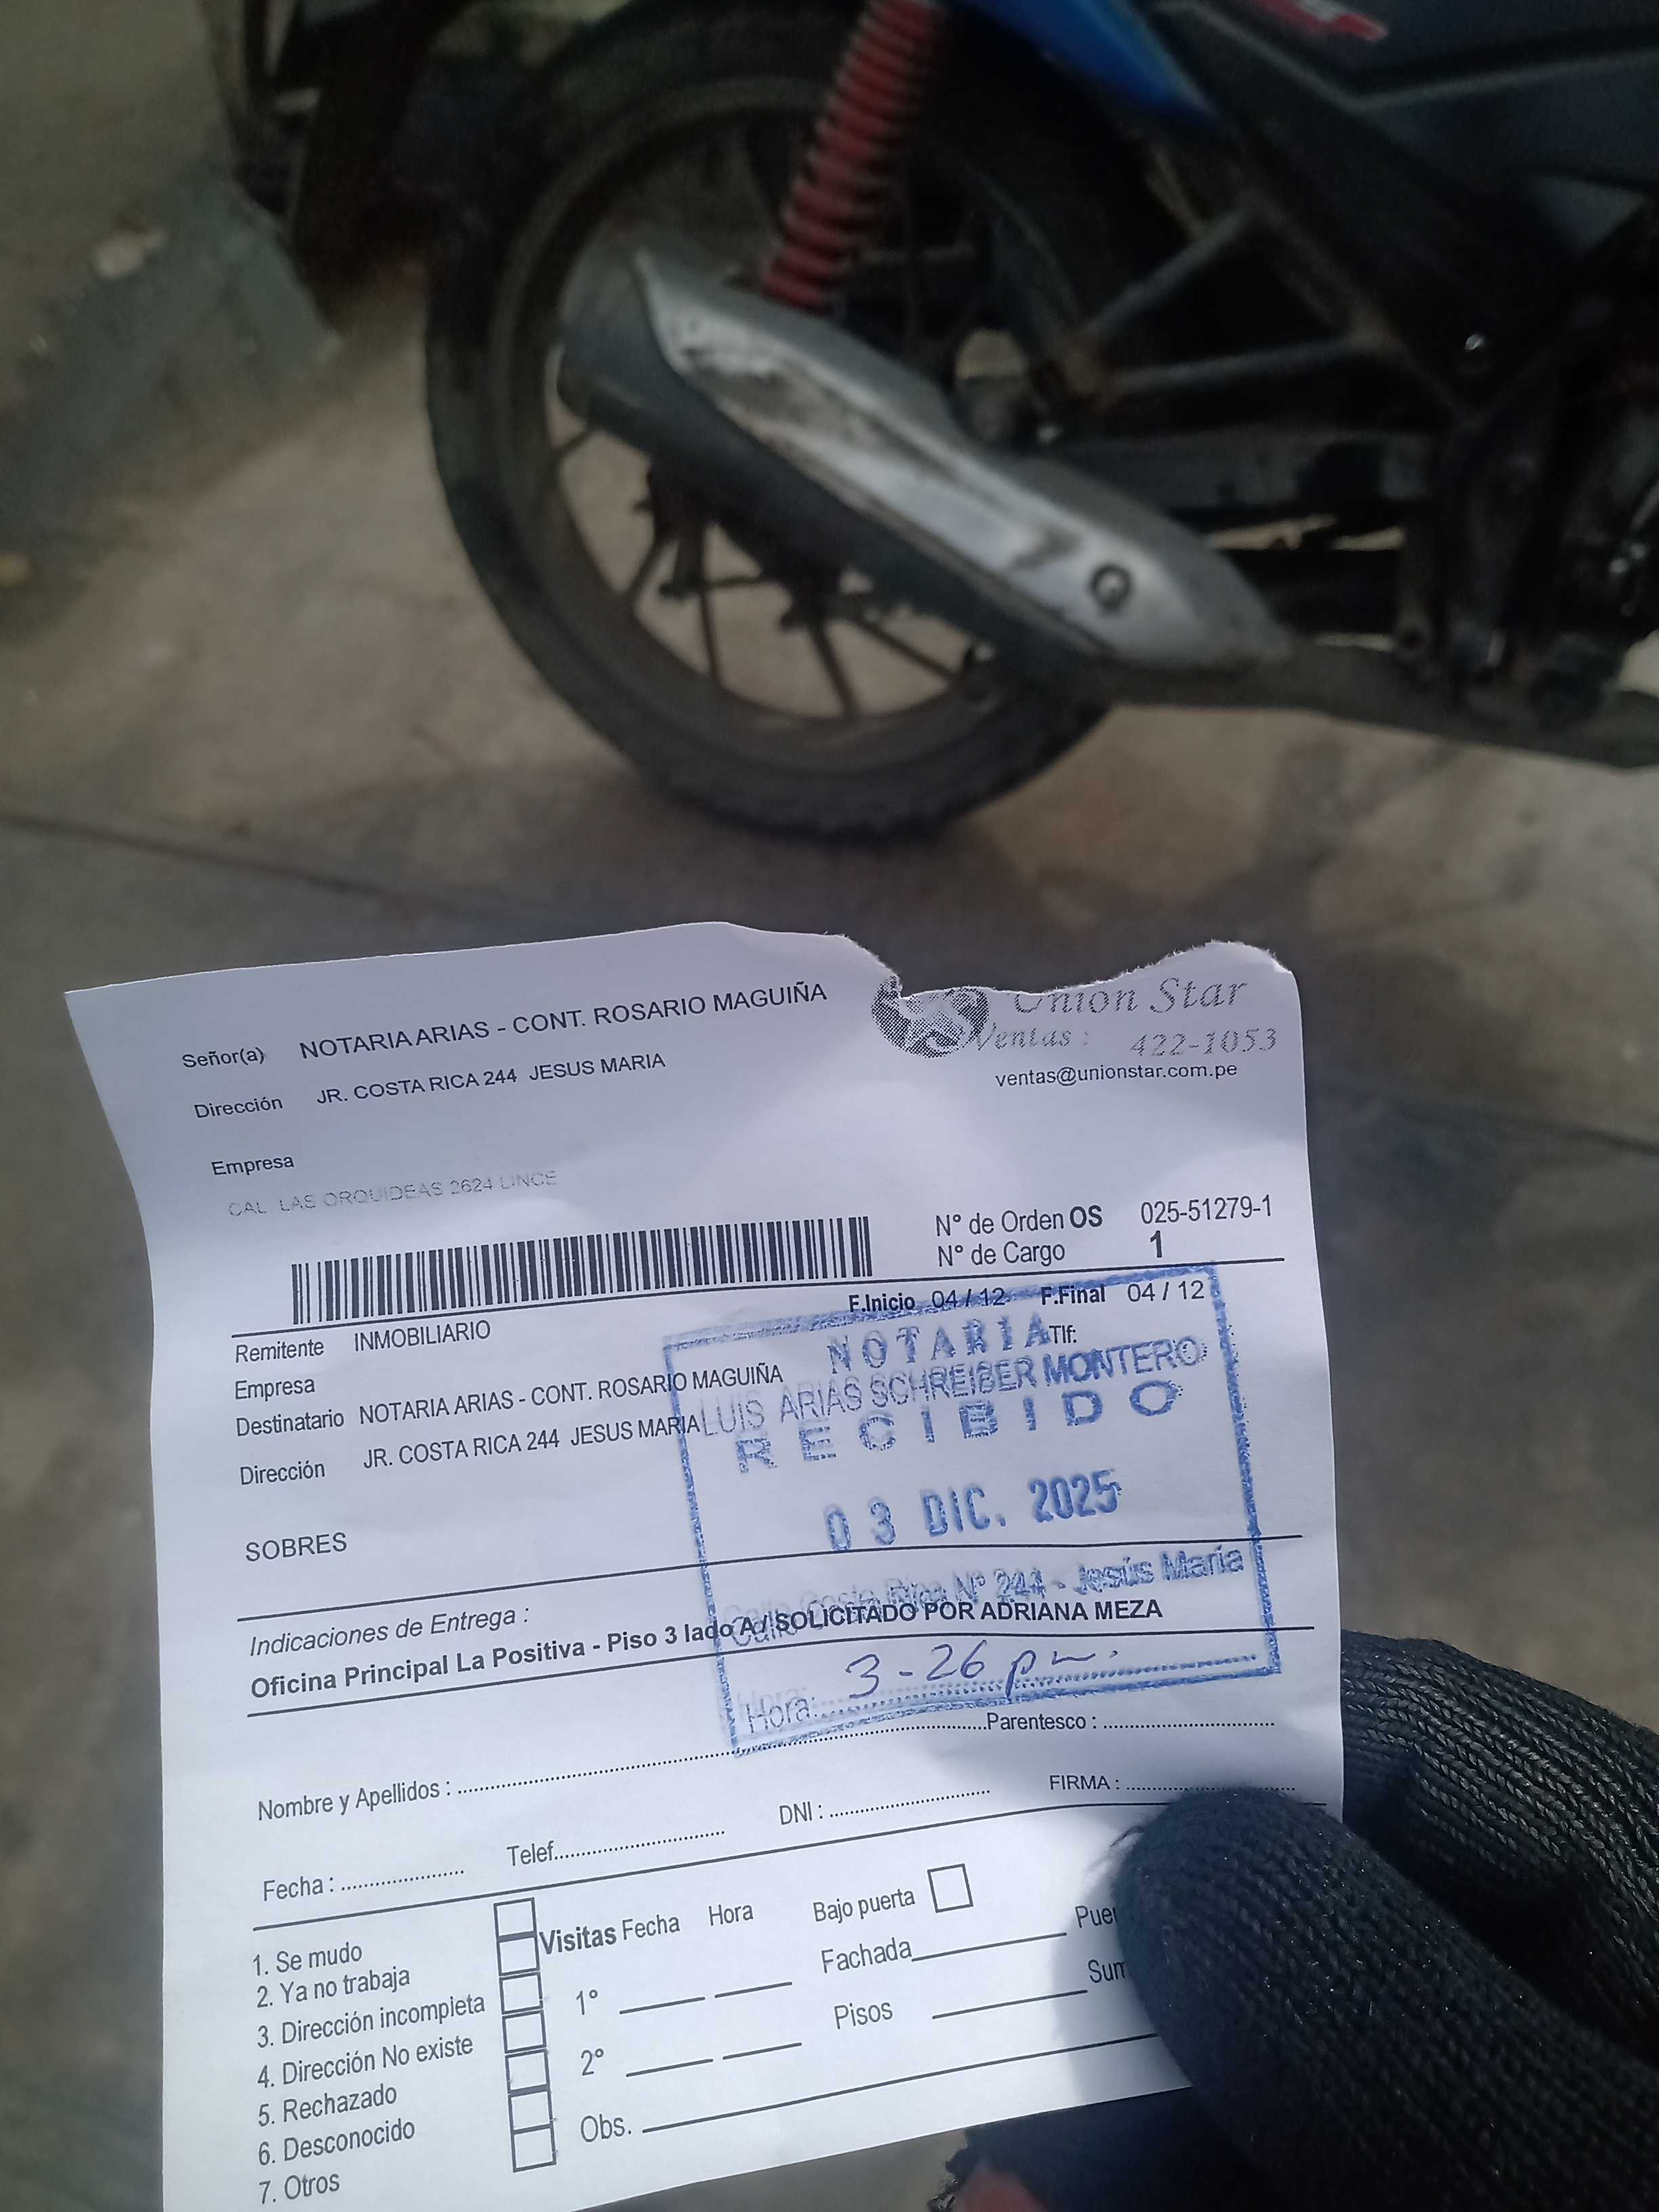 Señor(a) NOTARIA ARIAS - CONT. ROSARIO MAGUIÑA
Union Star
Ventas : 422-1053
ventas@unionstar.com.pe
Dirección JR. COSTA RICA 244 JESUS MARIA
Empresa
CAL. LAS ORQUIDEAS 2624 LINCE
N° de Orden OS 025-51279-1
N° de Cargo 1
F.Inicio 04 / 12 F.Final 04 / 12
Remitente INMOBILIARIO
Tlf:
Empresa
Destinatario NOTARIA ARIAS - CONT. ROSARIO MAGUIÑA
Dirección JR. COSTA RICA 244 JESUS MARIA
NOTARIA
LUIS ARIAS SCHREIBER MONTERO
RECIBIDO
03 DIC. 2025
Calle Costa Rica N° 244 - Jesús María
Hora: 3-26 pm.
SOBRES
Indicaciones de Entrega :
Oficina Principal La Positiva - Piso 3 lado A / SOLICITADO POR ADRIANA MEZA
Nombre y Apellidos : Parentesco :
Fecha : Telef. DNI : FIRMA :
1. Se mudo
2. Ya no trabaja
3. Dirección incompleta
4. Dirección No existe
5. Rechazado
6. Desconocido
7. Otros
Visitas Fecha Hora
1°
2°
Obs.
Bajo puerta
Fachada
Pisos